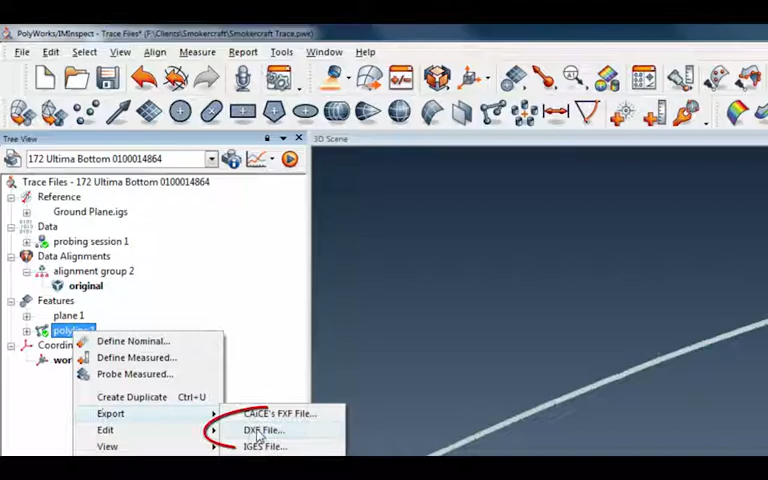 PolyWorks/IMInspect - Trace Files* (F:\Clients\Smokercraft\Smokercraft Trace.pwk)
File Edit Select View Align Measure Report Tools Window Help
Tree View
3D Scene
172 Ultima Bottom 0100014864
Trace Files - 172 Ultima Bottom 0100014864
Reference
Ground Plane.igs
Data
probing session 1
Data Alignments
alignment group 2
original
Features
plane 1
Define Nominal...
Define Measured...
Probe Measured...
Create Duplicate Ctrl+U
Export
CAiCE's FXF File...
Edit
DXF File...
View
IGES File...